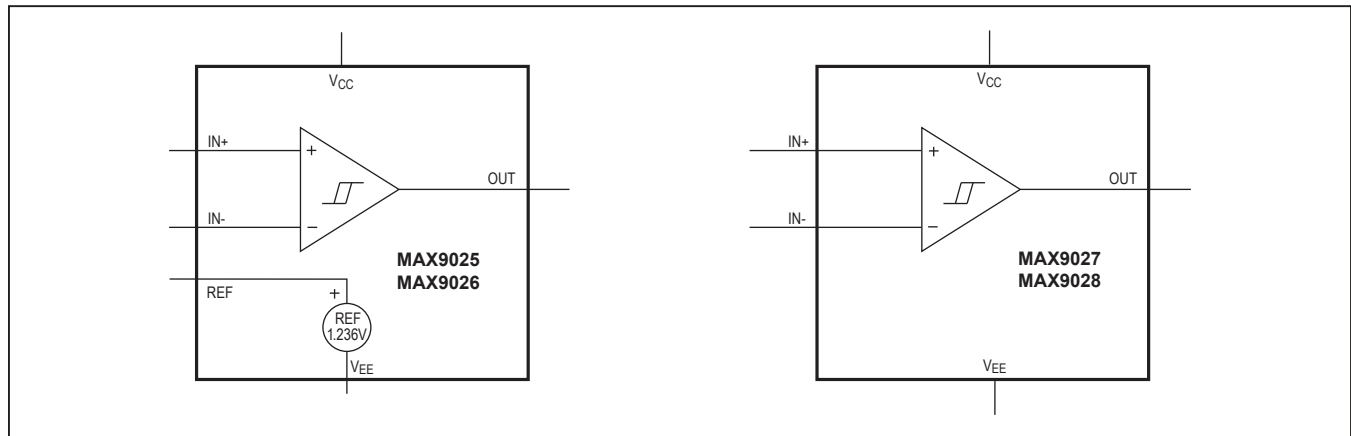 VCC
IN+
+
OUT
IN-
−
MAX9025
MAX9026
REF
+
REF
1.236V
VEE
VCC
IN+
+
OUT
IN-
−
MAX9027
MAX9028
VEE